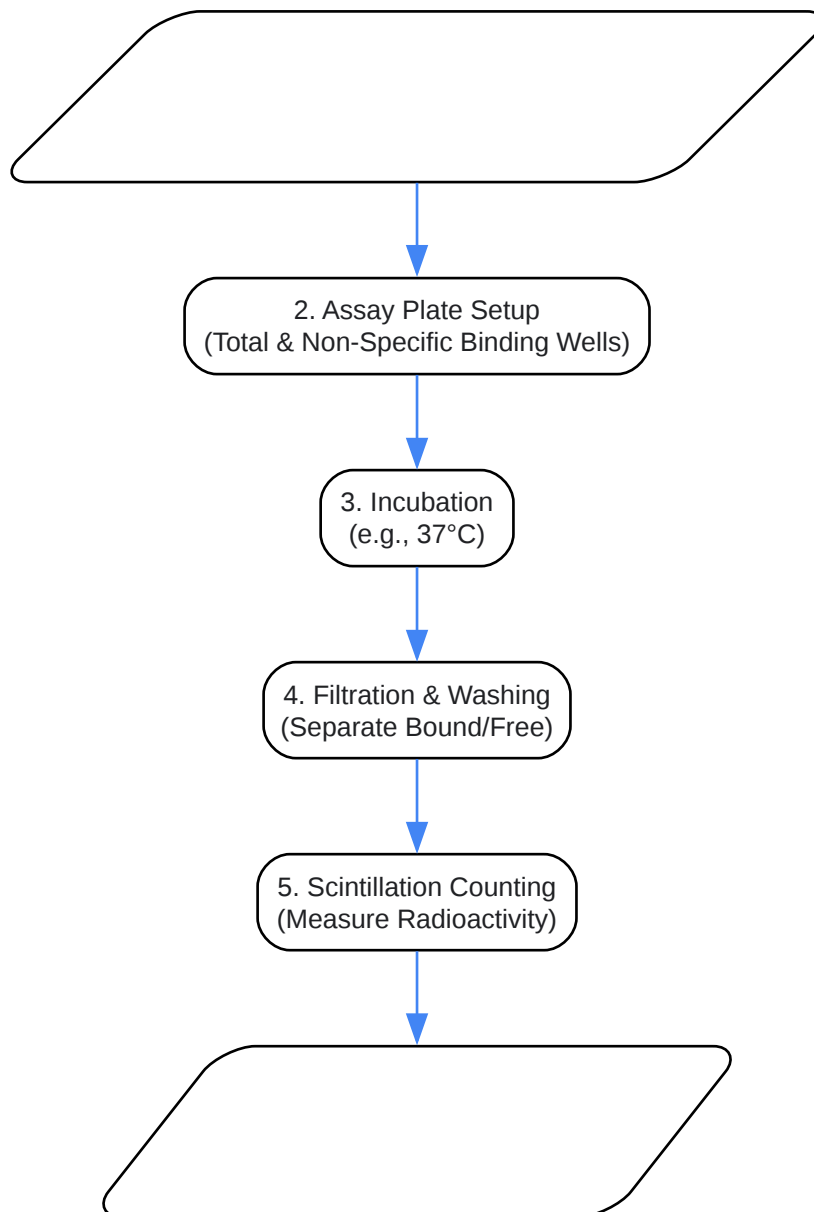 2. Assay Plate Setup
(Total & Non-Specific Binding Wells)
3. Incubation
(e.g., 37°C)
4. Filtration & Washing
(Separate Bound/Free)
5. Scintillation Counting
(Measure Radioactivity)